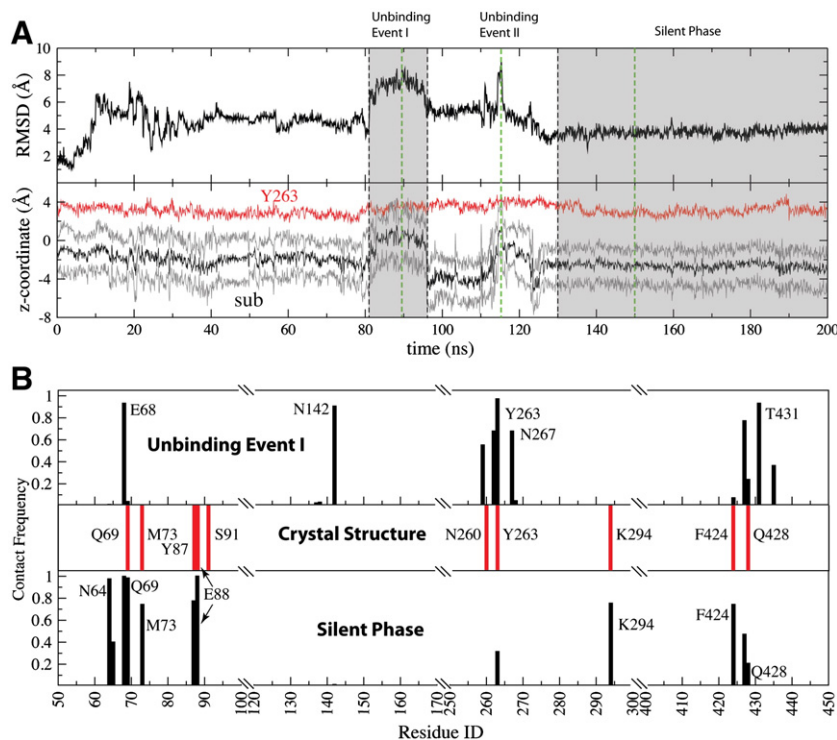 Unbinding Event I
Unbinding Event II
Silent Phase
A
10
8
6
4
2
RMSD (Å)
4
0
-4
-8
z-coordinate (Å)
Y263
sub
0 20 40 60 80 100 120 140 160 180 200
time (ns)
B
1
0.8
0.6
0.4
0.2
E68
N142
Y263
N267
T431
Unbinding Event I
Contact Frequency
Q69
M73
Y87
S91
Crystal Structure
N260
Y263
K294
F424
Q428
1
0.8
0.6
0.4
0.2
N64
Q69
E88
M73
Silent Phase
K294
F424
Q428
50 60 70 80 90 100 120 130 140 150 160 170 250 260 270 280 290 300 400 410 420 430 440 450
Residue ID